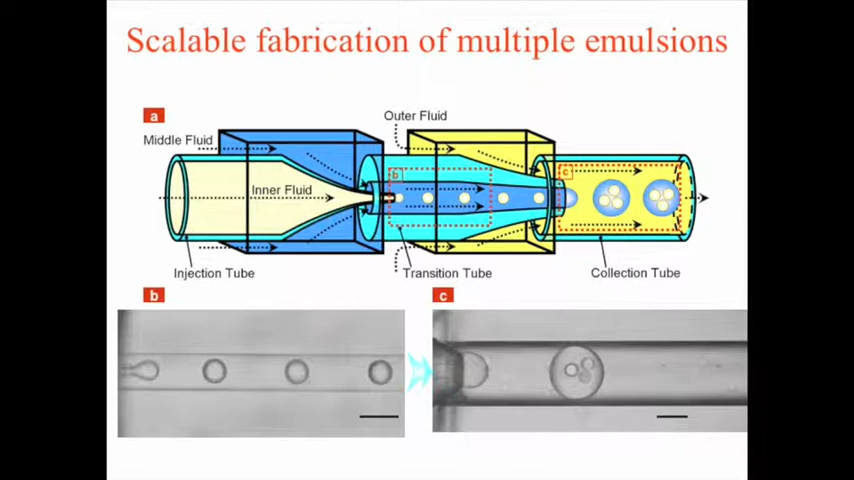 Scalable fabrication of multiple emulsions
a
Outer Fluid
Middle Fluid
b
c
Inner Fluid
Injection Tube
Transition Tube
Collection Tube
b
c